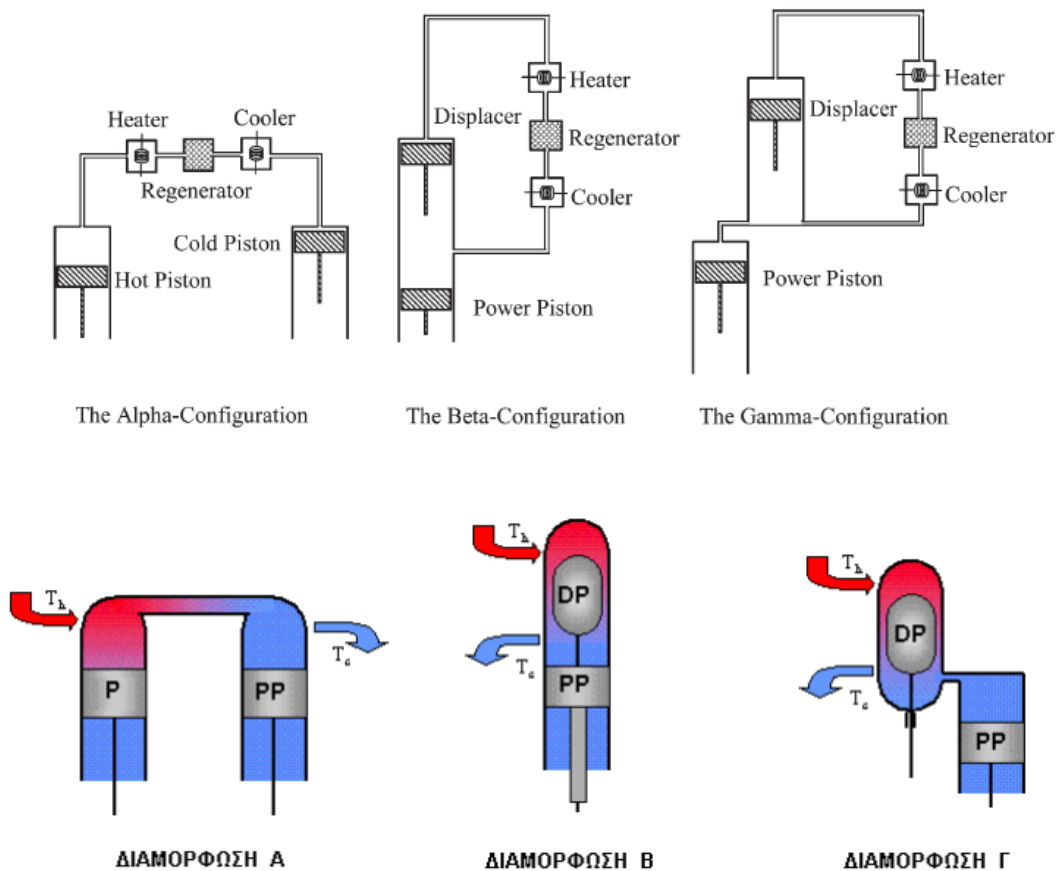 Heater
Cooler
Regenerator
Hot Piston
Cold Piston
The Alpha-Configuration
Heater
Displacer
Regenerator
Cooler
Power Piston
The Beta-Configuration
Heater
Displacer
Regenerator
Cooler
Power Piston
The Gamma-Configuration
Th
P
PP
Tc
ΔΙΑΜΟΡΦΩΣΗ Α
Th
DP
Tc
PP
ΔΙΑΜΟΡΦΩΣΗ Β
Th
DP
Tc
PP
ΔΙΑΜΟΡΦΩΣΗ Γ